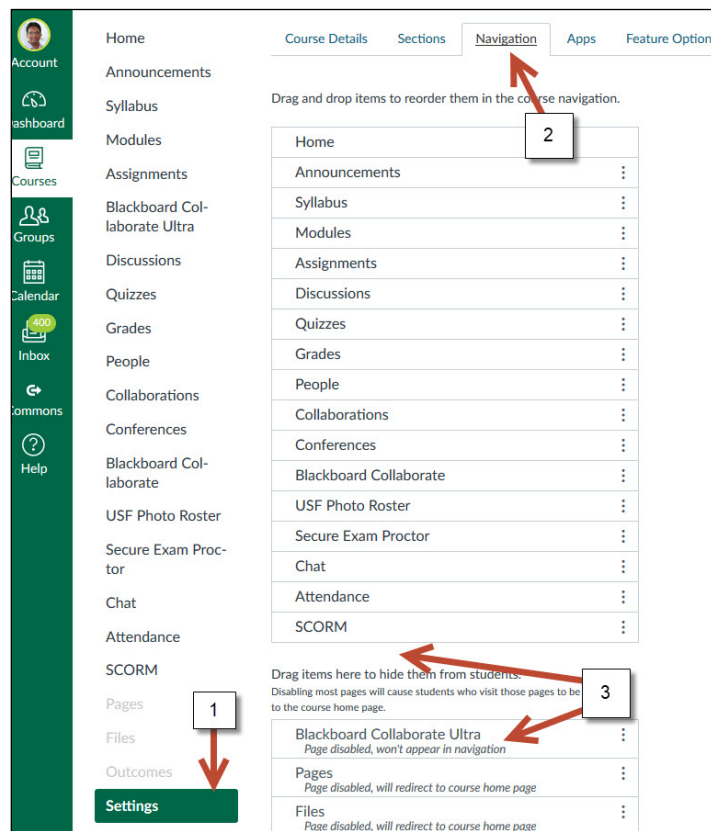 Account
ashboard
Courses
Groups
Calendar
400
Inbox
ommons
Help
Home
Announcements
Syllabus
Modules
Assignments
Blackboard Col-
laborate Ultra
Discussions
Quizzes
Grades
People
Collaborations
Conferences
Blackboard Col-
laborate
USF Photo Roster
Secure Exam Proc-
tor
Chat
Attendance
SCORM
Pages
Files
Outcomes
Settings
1
Course Details Sections Navigation Apps Feature Option
2
Drag and drop items to reorder them in the course navigation.
Home
Announcements
Syllabus
Modules
Assignments
Discussions
Quizzes
Grades
People
Collaborations
Conferences
Blackboard Collaborate
USF Photo Roster
Secure Exam Proctor
Chat
Attendance
SCORM
3
Drag items here to hide them from students.
Disabling most pages will cause students who visit those pages to be
to the course home page.
Blackboard Collaborate Ultra
Page disabled, won't appear in navigation
Pages
Page disabled, will redirect to course home page
Files
Page disabled, will redirect to course home page